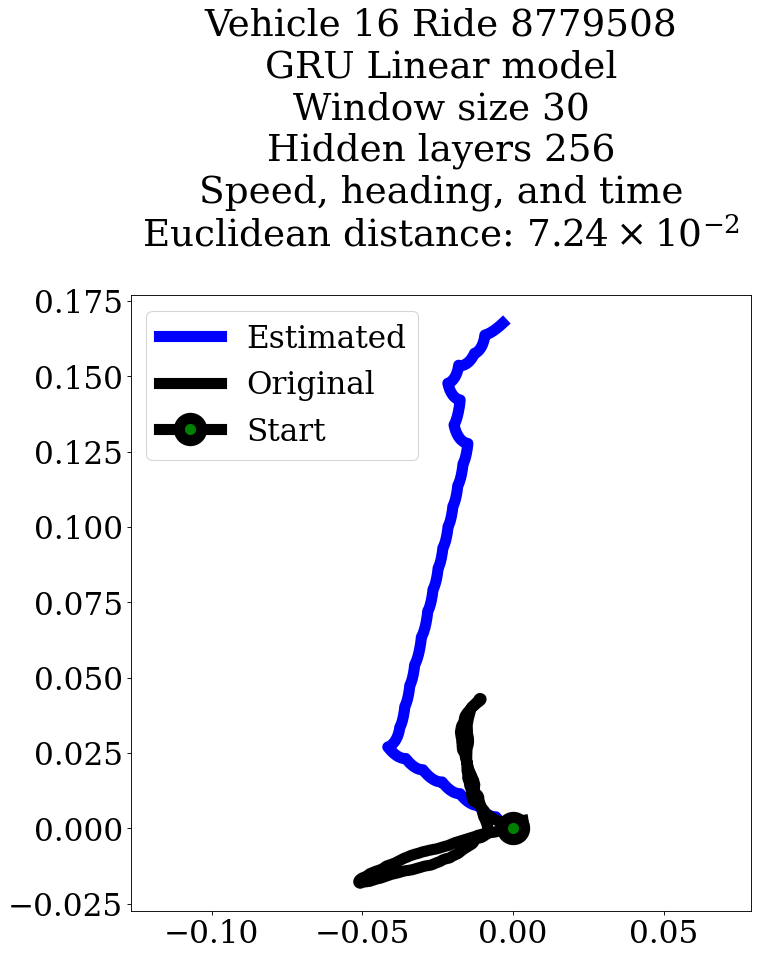 Vehicle 16 Ride 8779508
GRU Linear model
Window size 30
Hidden layers 256
Speed, heading, and time
Euclidean distance: 7.24 × 10⁻²
0.175
0.150
0.125
0.100
0.075
0.050
0.025
0.000
−0.025
Estimated
Original
Start
−0.10 −0.05 0.00 0.05